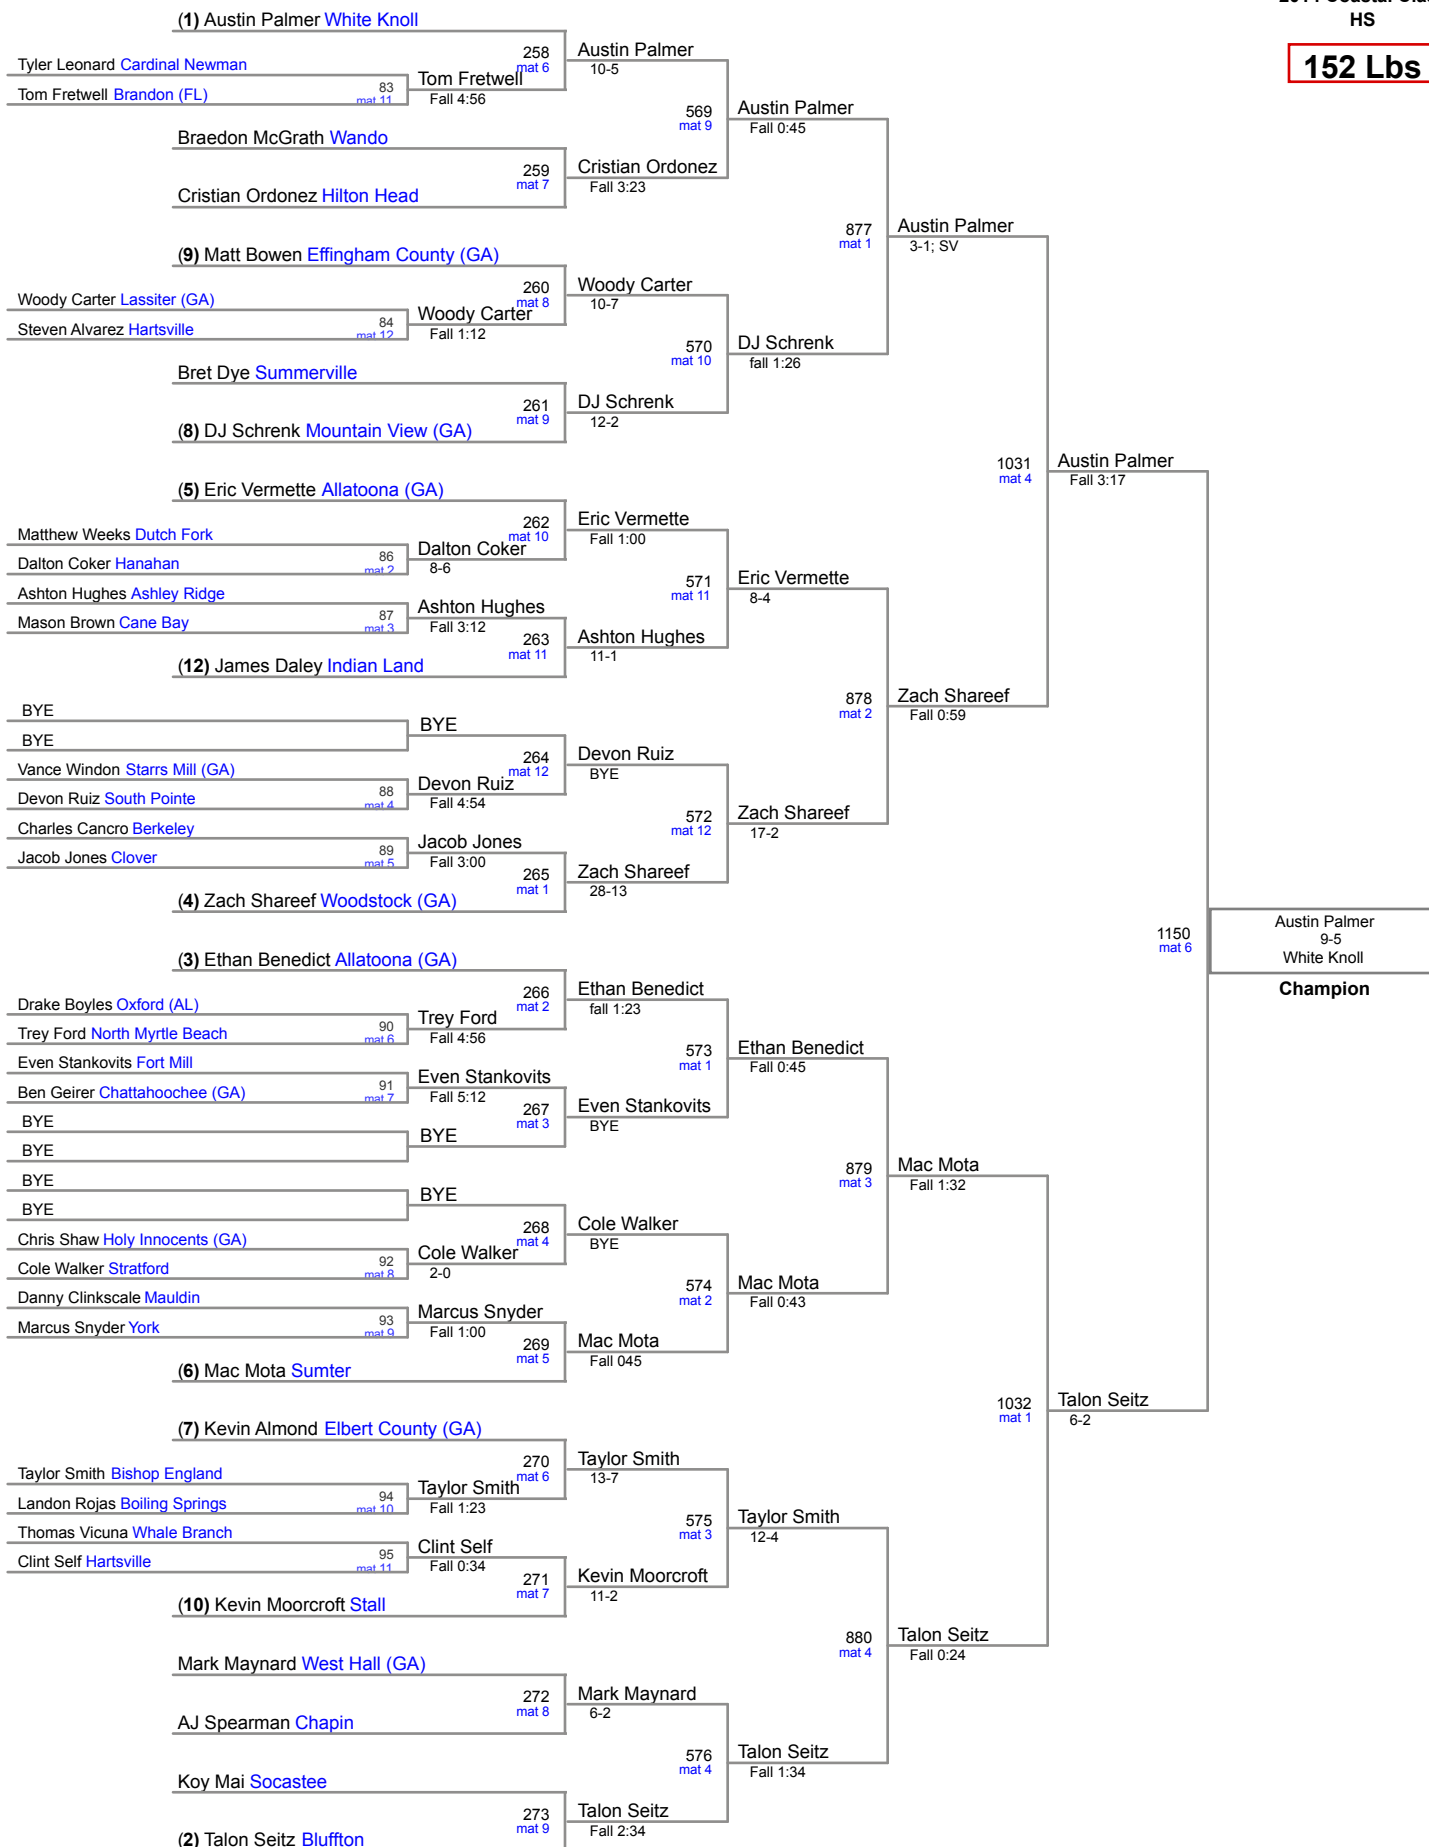 HS
152 Lbs
(1) Austin Palmer White Knoll
Tyler Leonard Cardinal Newman
Tom Fretwell Brandon (FL)
83
mat 11
Tom Fretwell
Fall 4:56
258
mat 6
Austin Palmer
10-5
Braedon McGrath Wando
Cristian Ordonez Hilton Head
259
mat 7
Cristian Ordonez
Fall 3:23
569
mat 9
Austin Palmer
Fall 0:45
(9) Matt Bowen Effingham County (GA)
Woody Carter Lassiter (GA)
Steven Alvarez Hartsville
84
mat 12
Woody Carter
Fall 1:12
260
mat 8
Woody Carter
10-7
Bret Dye Summerville
(8) DJ Schrenk Mountain View (GA)
261
mat 9
DJ Schrenk
12-2
570
mat 10
DJ Schrenk
fall 1:26
877
mat 1
Austin Palmer
3-1; SV
(5) Eric Vermette Allatoona (GA)
Matthew Weeks Dutch Fork
Dalton Coker Hanahan
86
mat 2
Dalton Coker
8-6
262
mat 10
Eric Vermette
Fall 1:00
Ashton Hughes Ashley Ridge
Mason Brown Cane Bay
87
mat 3
Ashton Hughes
Fall 3:12
(12) James Daley Indian Land
263
mat 11
Ashton Hughes
11-1
571
mat 11
Eric Vermette
8-4
BYE
BYE
BYE
Vance Windon Starrs Mill (GA)
Devon Ruiz South Pointe
88
mat 4
Devon Ruiz
Fall 4:54
264
mat 12
Devon Ruiz
BYE
Charles Cancro Berkeley
Jacob Jones Clover
89
mat 5
Jacob Jones
Fall 3:00
(4) Zach Shareef Woodstock (GA)
265
mat 1
Zach Shareef
28-13
572
mat 12
Zach Shareef
17-2
878
mat 2
Zach Shareef
Fall 0:59
1031
mat 4
Austin Palmer
Fall 3:17
(3) Ethan Benedict Allatoona (GA)
Drake Boyles Oxford (AL)
Trey Ford North Myrtle Beach
90
mat 6
Trey Ford
Fall 4:56
266
mat 2
Ethan Benedict
fall 1:23
Even Stankovits Fort Mill
Ben Geirer Chattahoochee (GA)
91
mat 7
Even Stankovits
Fall 5:12
BYE
BYE
BYE
267
mat 3
Even Stankovits
BYE
573
mat 1
Ethan Benedict
Fall 0:45
BYE
BYE
BYE
Chris Shaw Holy Innocents (GA)
Cole Walker Stratford
92
mat 8
Cole Walker
2-0
268
mat 4
Cole Walker
BYE
Danny Clinkscale Mauldin
Marcus Snyder York
93
mat 9
Marcus Snyder
Fall 1:00
(6) Mac Mota Sumter
269
mat 5
Mac Mota
Fall 045
574
mat 2
Mac Mota
Fall 0:43
879
mat 3
Mac Mota
Fall 1:32
(7) Kevin Almond Elbert County (GA)
Taylor Smith Bishop England
Landon Rojas Boiling Springs
94
mat 10
Taylor Smith
Fall 1:23
270
mat 6
Taylor Smith
13-7
Thomas Vicuna Whale Branch
Clint Self Hartsville
95
mat 11
Clint Self
Fall 0:34
(10) Kevin Moorcroft Stall
271
mat 7
Kevin Moorcroft
11-2
575
mat 3
Taylor Smith
12-4
Mark Maynard West Hall (GA)
AJ Spearman Chapin
272
mat 8
Mark Maynard
6-2
Koy Mai Socastee
(2) Talon Seitz Bluffton
273
mat 9
Talon Seitz
Fall 2:34
576
mat 4
Talon Seitz
Fall 1:34
880
mat 4
Talon Seitz
Fall 0:24
1032
mat 1
Talon Seitz
6-2
1150
mat 6
Austin Palmer
9-5
White Knoll
Champion